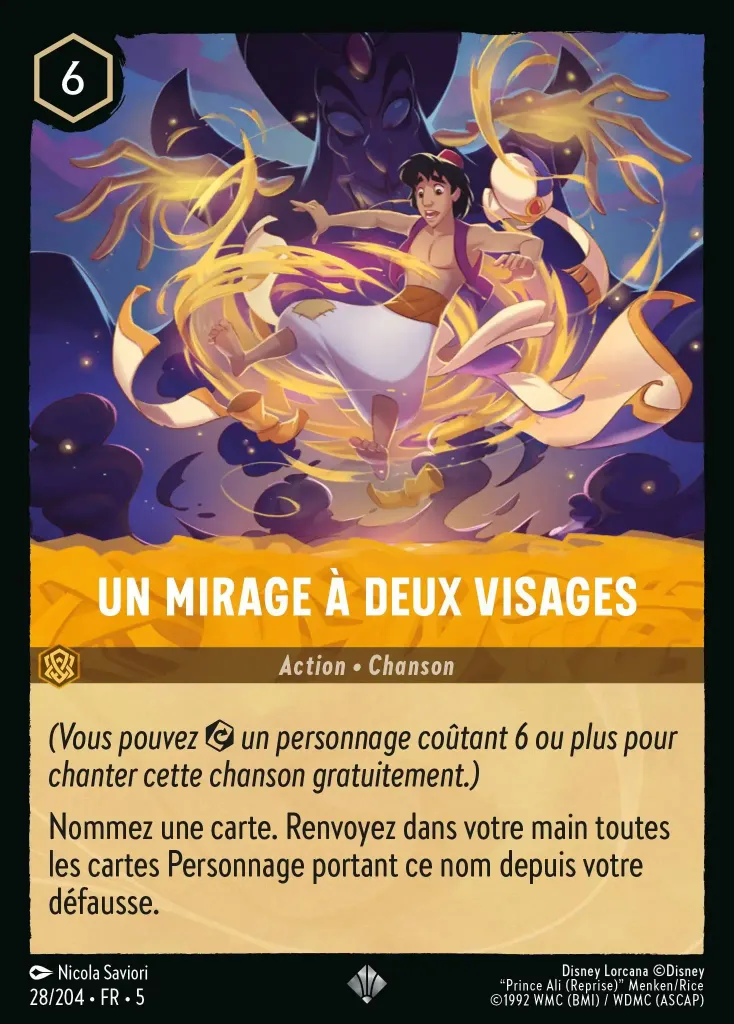 6
UN MIRAGE À DEUX VISAGES
Action • Chanson
(Vous pouvez un personnage coûtant 6 ou plus pour
chanter cette chanson gratuitement.)
Nommez une carte. Renvoyez dans votre main toutes
les cartes Personnage portant ce nom depuis votre
défausse.
Nicola Saviori
28/204 • FR • 5
Disney Lorcana ©Disney
“Prince Ali (Reprise)” Menken/Rice
©1992 WMC (BMI) / WDMC (ASCAP)